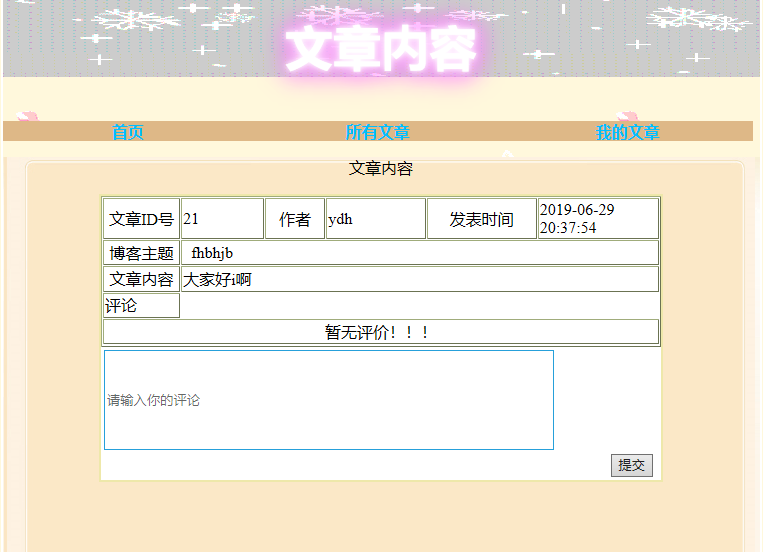 文章内容
首页 所有文章 我的文章
文章内容
文章ID号 21 作者 ydh 发表时间 2019-06-29
20:37:54
博客主题 fhbhjb
文章内容 大家好i啊
评论
暂无评价！！！
请输入你的评论
提交